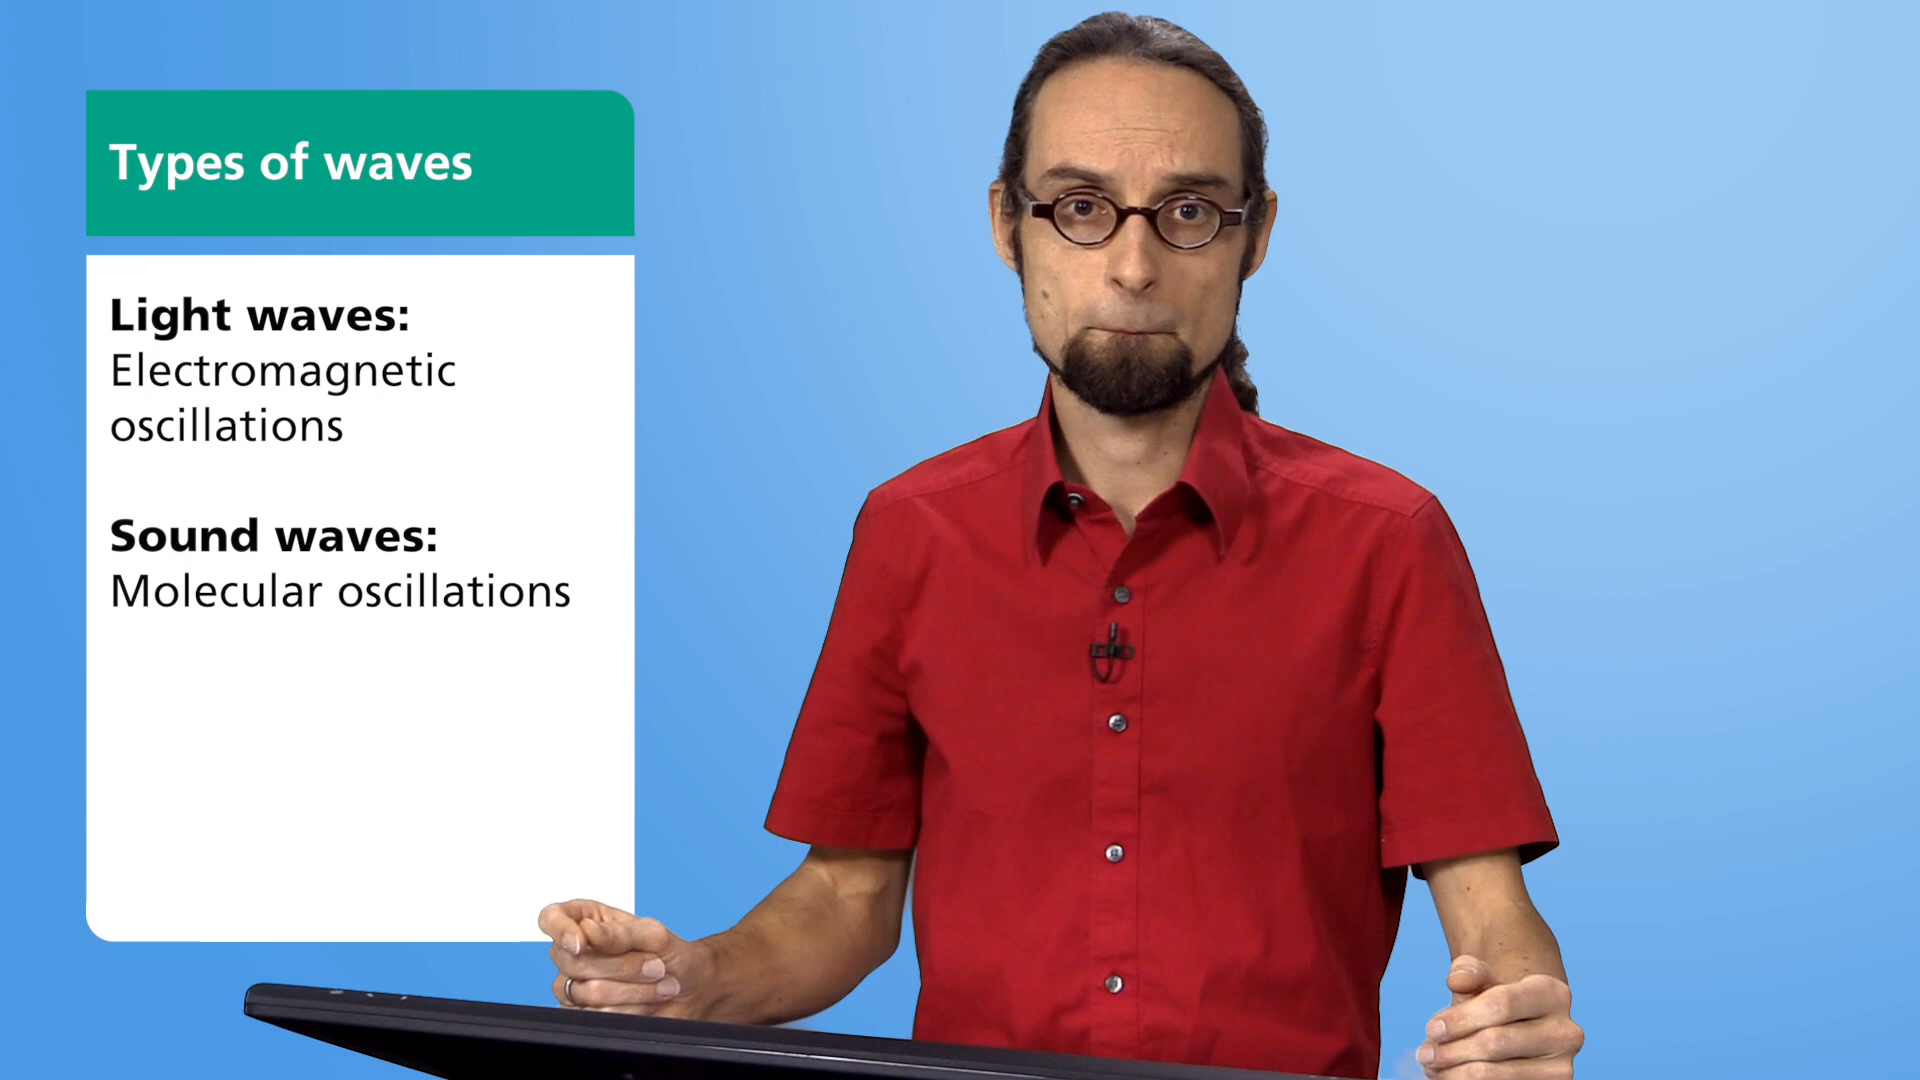 Types of waves
Light waves:
Electromagnetic
oscillations
Sound waves:
Molecular oscillations